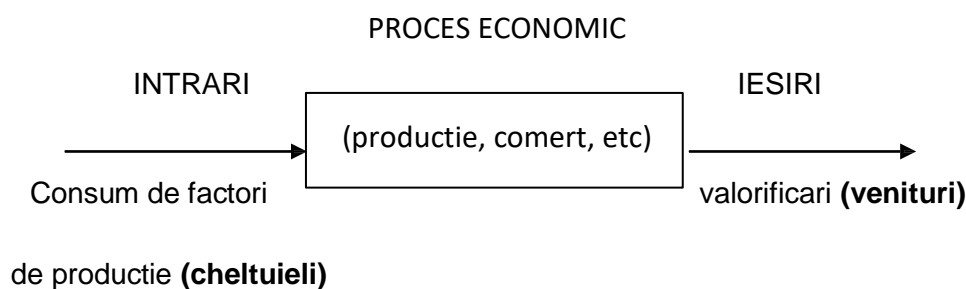 PROCES ECONOMIC
INTRARI
IESIRI
(productie, comert, etc)
Consum de factori
valorificari (venituri)
de productie (cheltuieli)